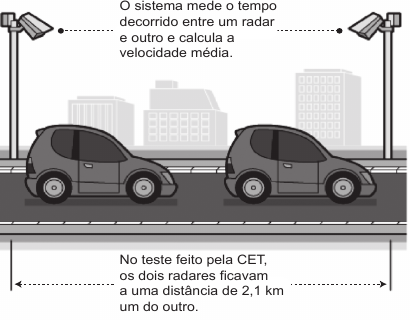 O sistema mede o tempo
decorrido entre um radar
e outro e calcula a
velocidade média.
No teste feito pela CET,
os dois radares ficavam
a uma distância de 2,1 km
um do outro.